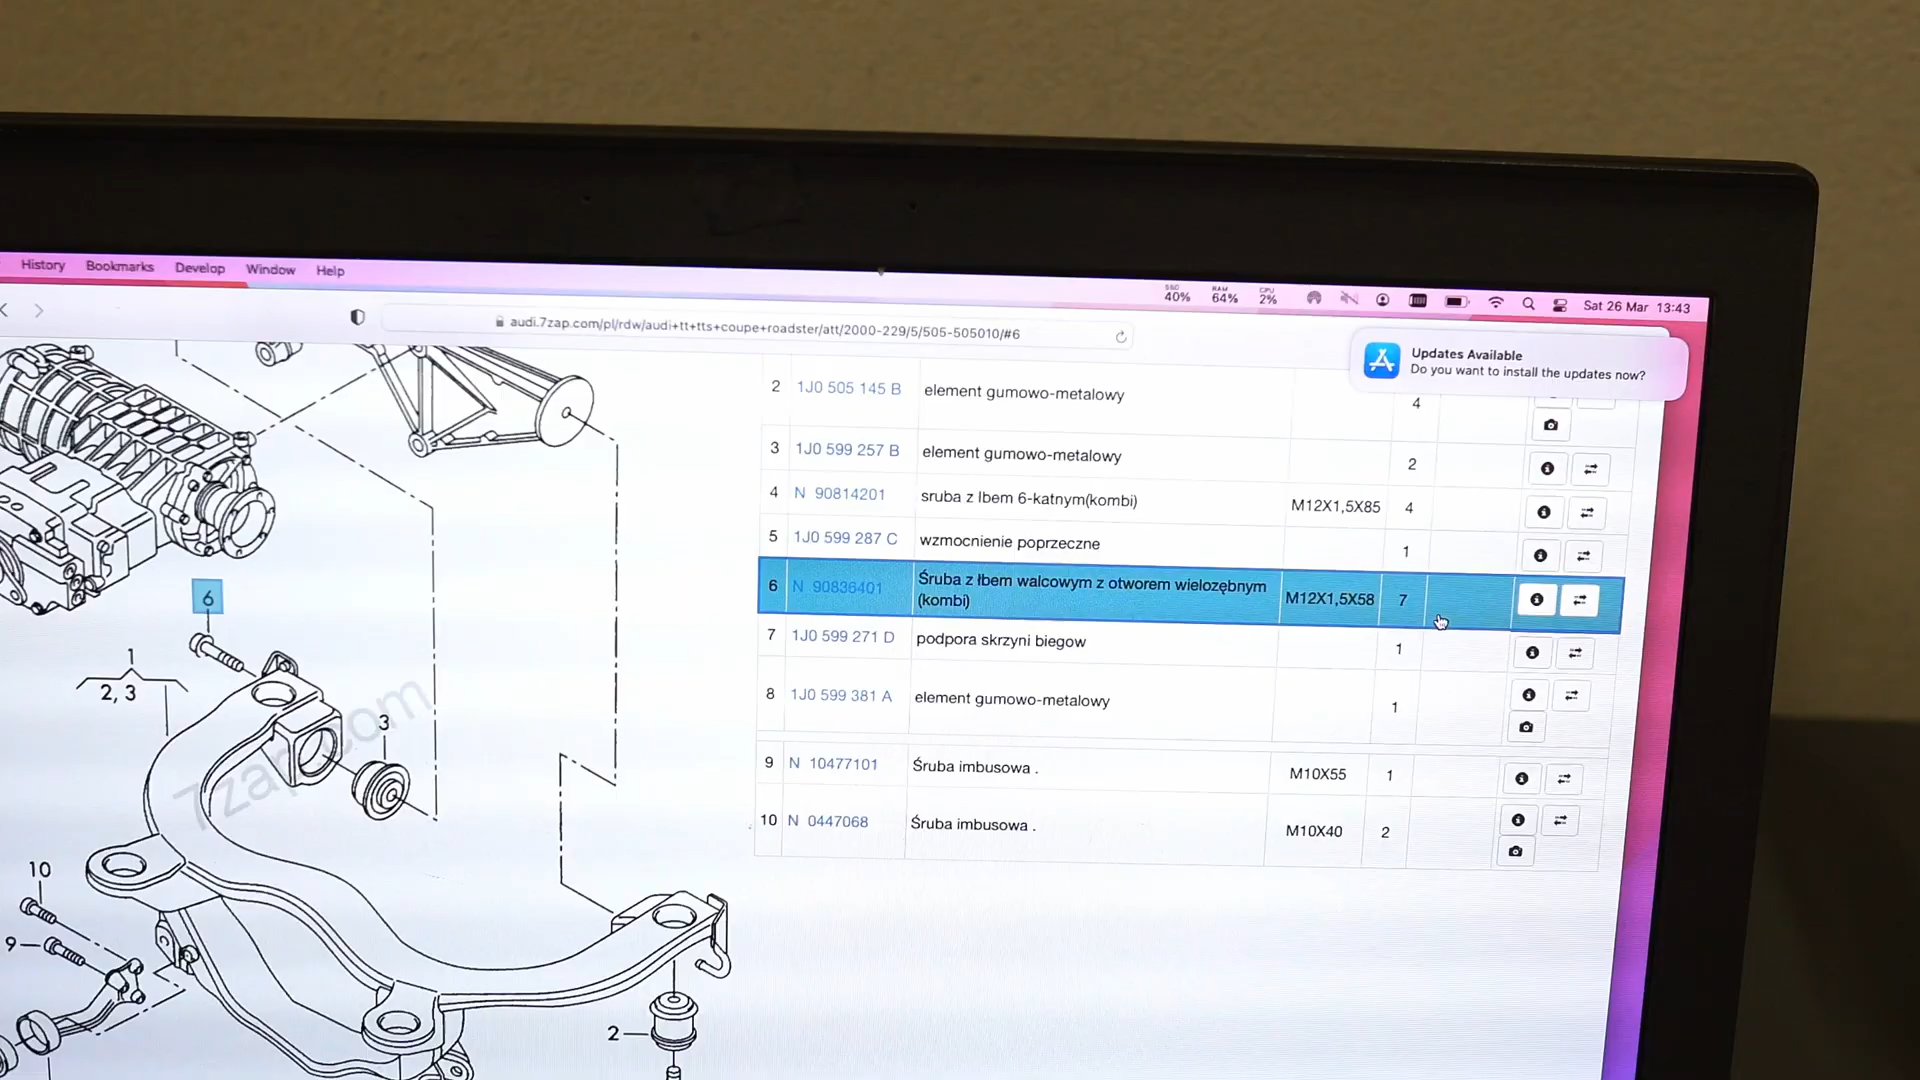 History Bookmarks Develop Window Help
SSD 40% RAM 64% CPU 2% Sat 26 Mar 13:43
audi.7zap.com/pl/rdw/audi+tt+tts+coupe+roadster/att/2000-229/5/505-505010/#6
Updates Available
Do you want to install the updates now?
2 1J0 505 145 B element gumowo-metalowy 4
3 1J0 599 257 B element gumowo-metalowy 2
4 N 90814201 sruba z lbem 6-katnym(kombi) M12X1,5X85 4
5 1J0 599 287 C wzmocnienie poprzeczne 1
6 N 90836401 Śruba z łbem walcowym z otworem wielozębnym
(kombi) M12X1,5X58 7
7 1J0 599 271 D podpora skrzyni biegow 1
8 1J0 599 381 A element gumowo-metalowy 1
9 N 10477101 Śruba imbusowa . M10X55 1
10 N 0447068 Śruba imbusowa . M10X40 2
6
1
2, 3
3
10
9
2
7zap.com